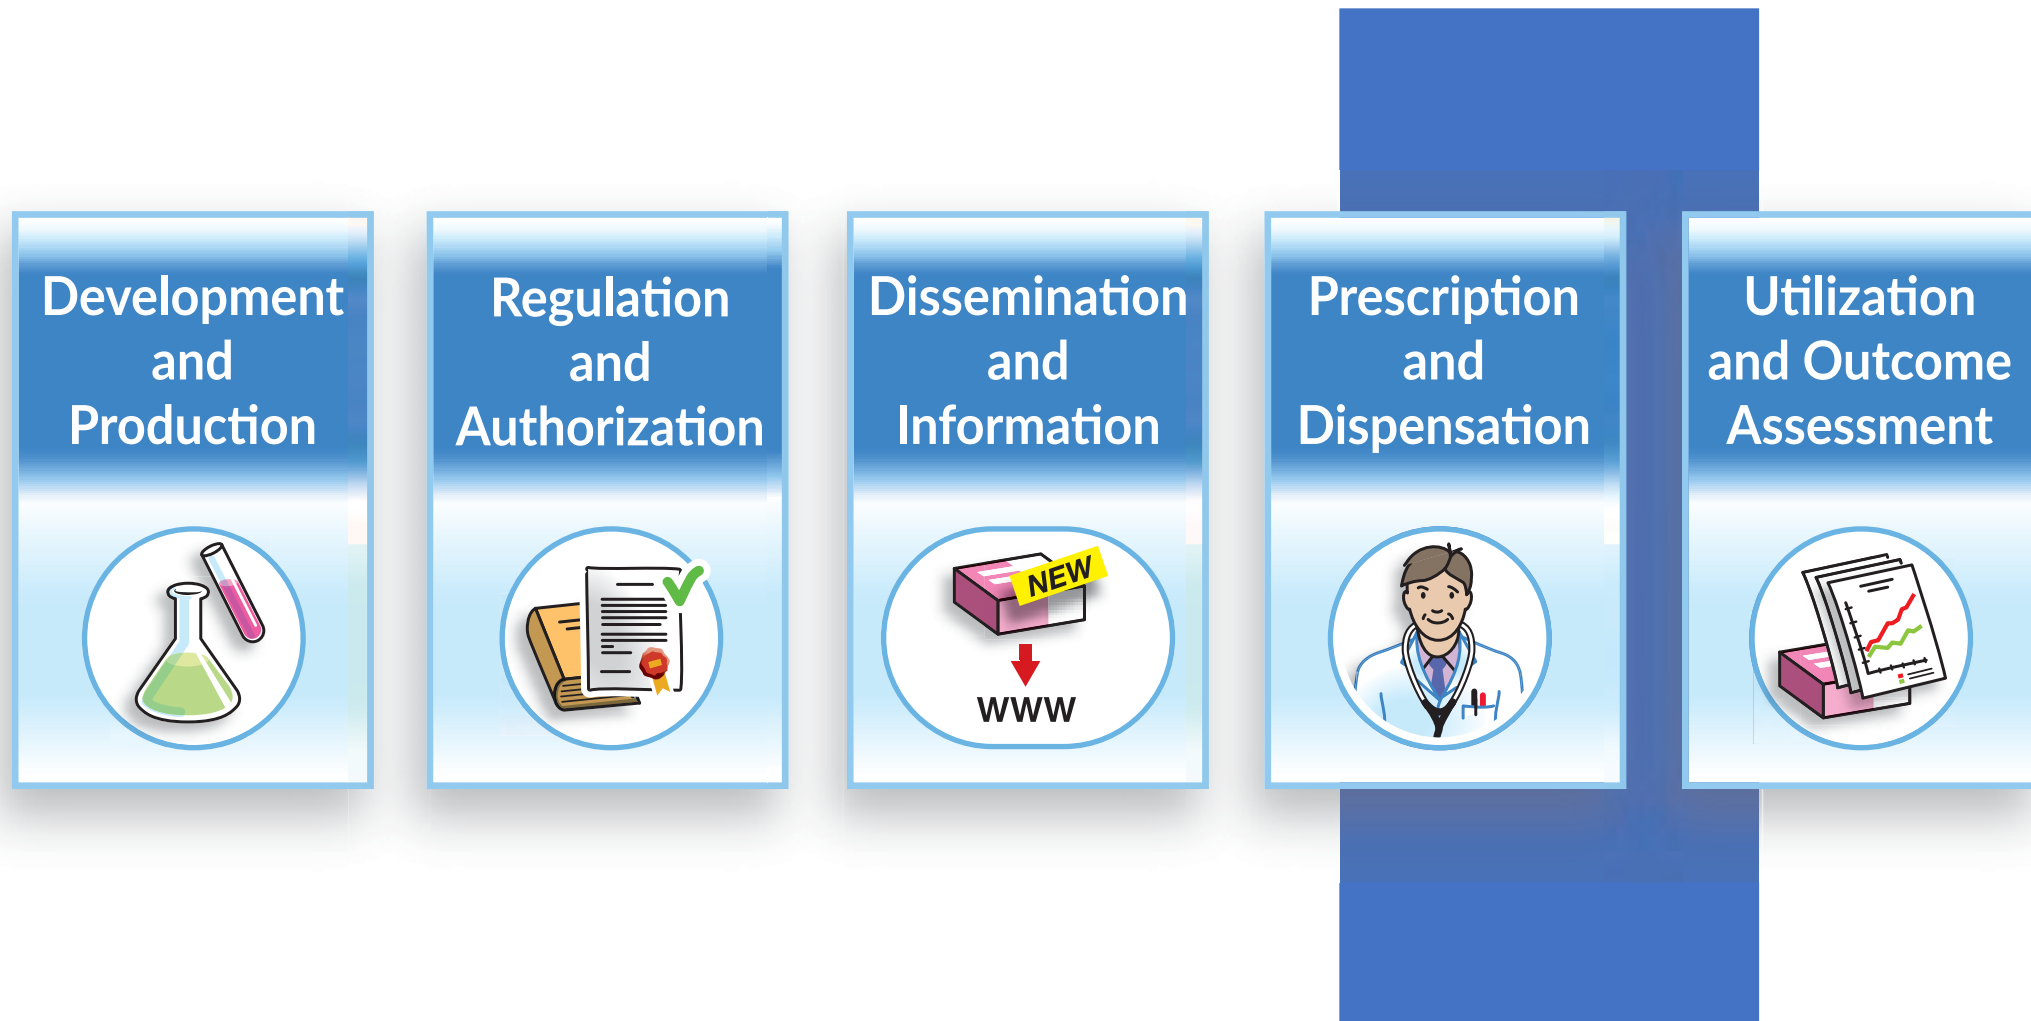 Development
and
Production
Regulation
and
Authorization
Dissemination
and
Information
NEW
WWW
Prescription
and
Dispensation
Utilization
and Outcome
Assessment